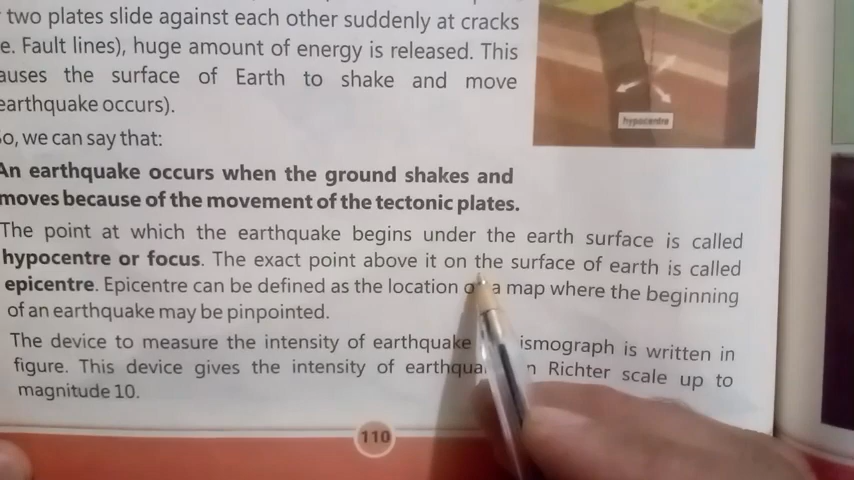 two plates slide against each other suddenly at cracks
e. Fault lines), huge amount of energy is released. This
auses the surface of Earth to shake and move
earthquake occurs).
hypocentre
o, we can say that:
An earthquake occurs when the ground shakes and
moves because of the movement of the tectonic plates.
The point at which the earthquake begins under the earth surface is called
hypocentre or focus. The exact point above it on the surface of earth is called
epicentre. Epicentre can be defined as the location o a map where the beginning
of an earthquake may be pinpointed.
The device to measure the intensity of earthquake ismograph is written in
figure. This device gives the intensity of earthqua n Richter scale up to
magnitude 10.
110